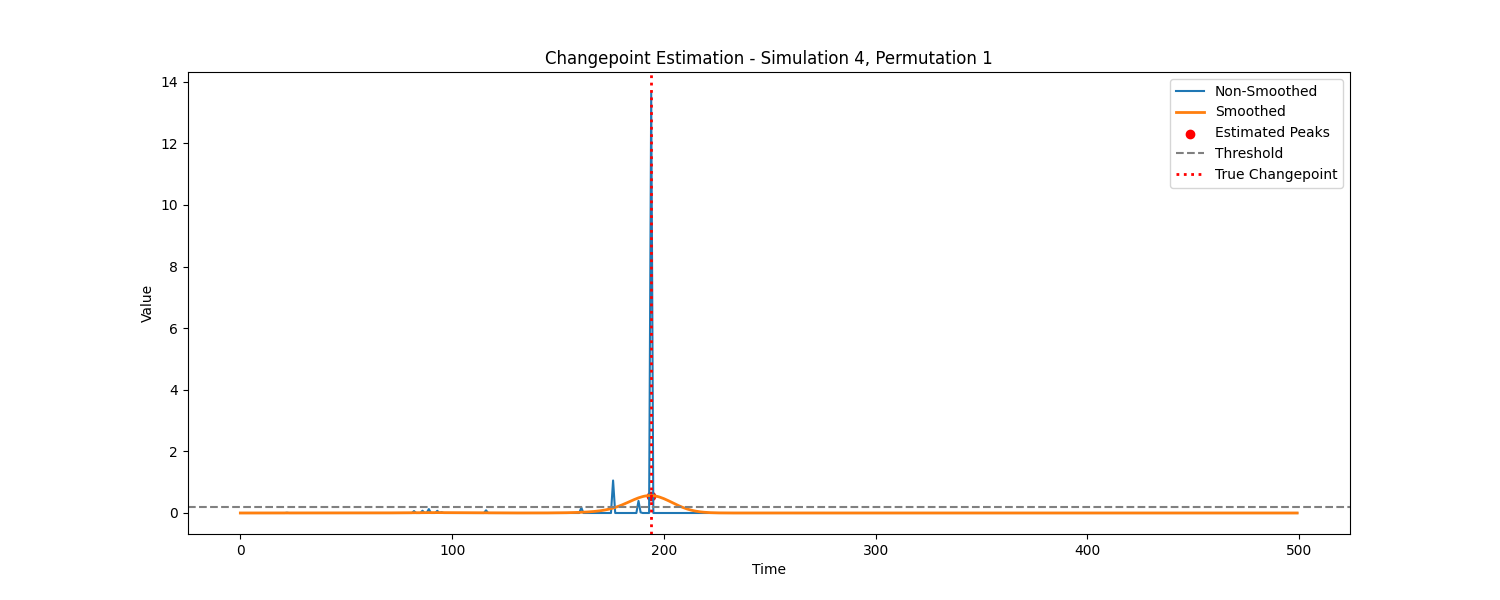 Changepoint Estimation - Simulation 4, Permutation 1
Non-Smoothed
Smoothed
Estimated Peaks
Threshold
True Changepoint
14
12
10
8
6
4
2
0
Value
0 100 200 300 400 500
Time